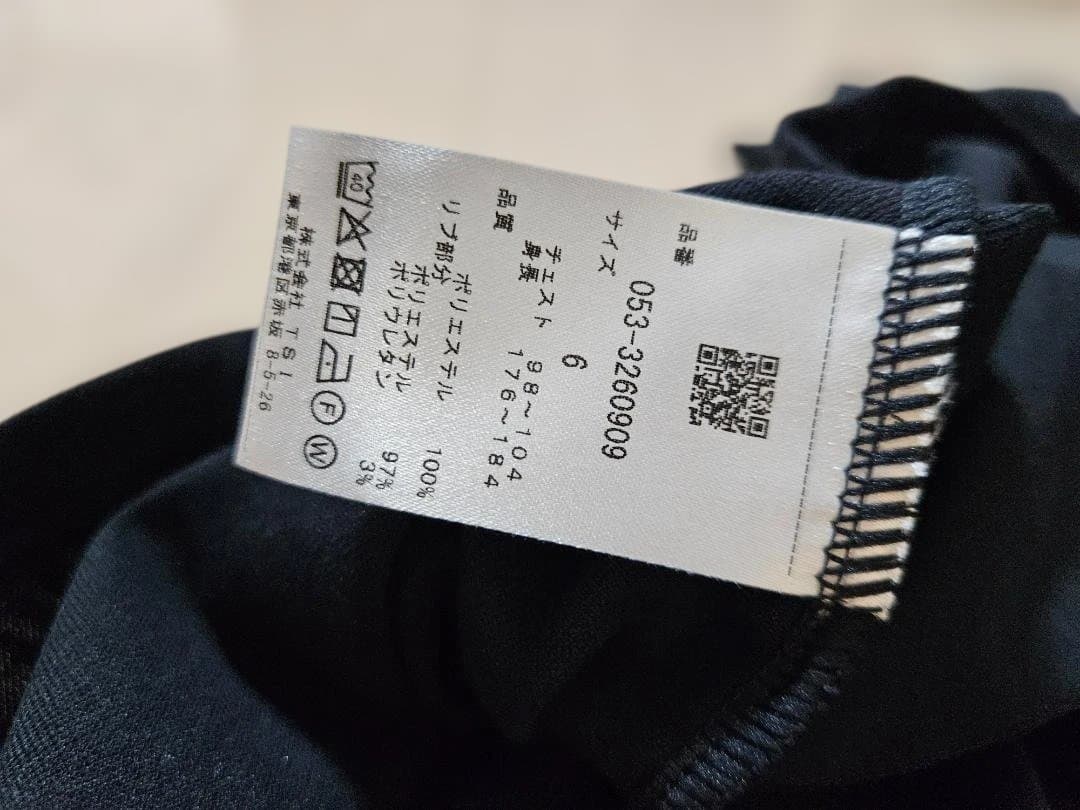 品番
053-3260909
サイズ
6
チェスト 98～104
身長 176～184
品質
ポリエステル 100%
リブ部分
ポリエステル 97%
ポリウレタン 3%
40
F W
株式会社 TSI
東京都港区赤坂 8-5-26